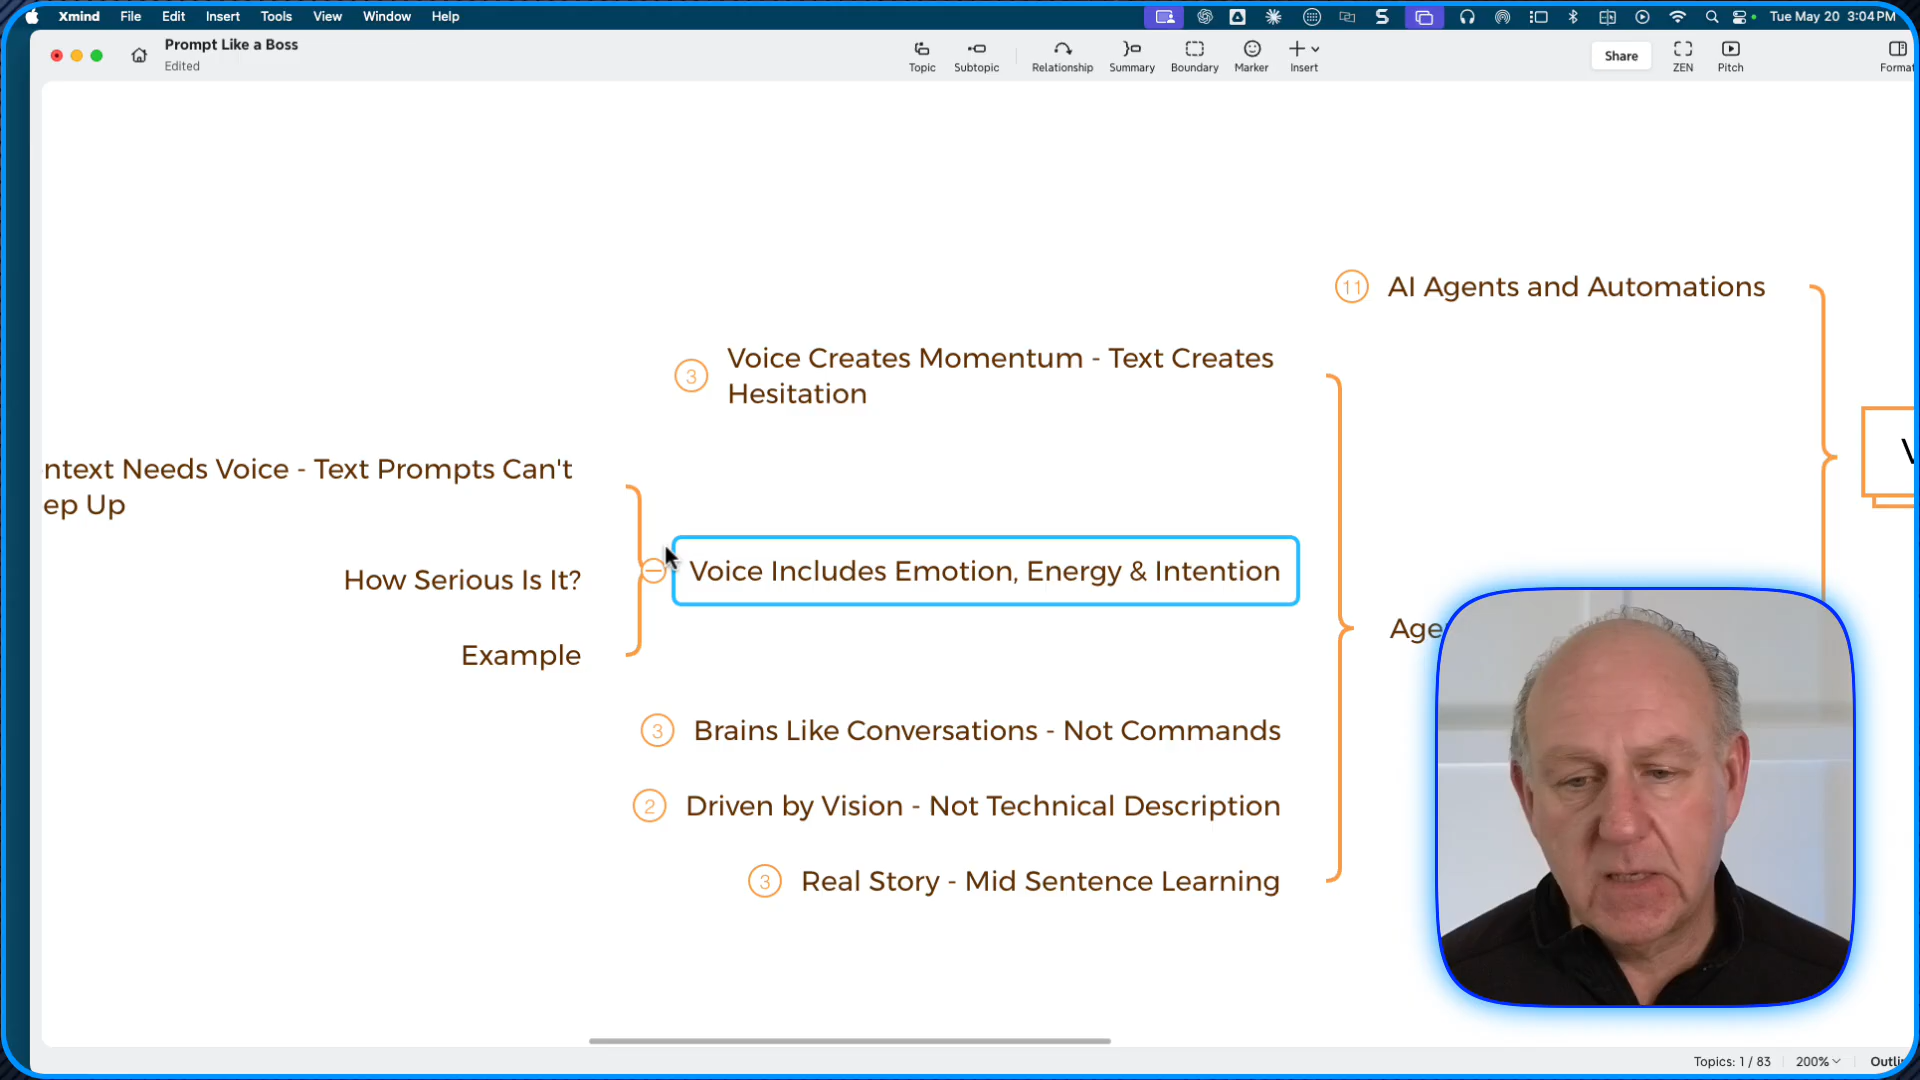 Xmind File Edit Insert Tools View Window Help
Tue May 20 3:04 PM
Prompt Like a Boss
Edited
Topic Subtopic Relationship Summary Boundary Marker Insert
Share ZEN Pitch Format
11 AI Agents and Automations
3 Voice Creates Momentum - Text Creates
Hesitation
ntext Needs Voice - Text Prompts Can't
ep Up
How Serious Is It?
Voice Includes Emotion, Energy & Intention
Example
Age
3 Brains Like Conversations - Not Commands
2 Driven by Vision - Not Technical Description
3 Real Story - Mid Sentence Learning
Topics: 1 / 83 200% Outli